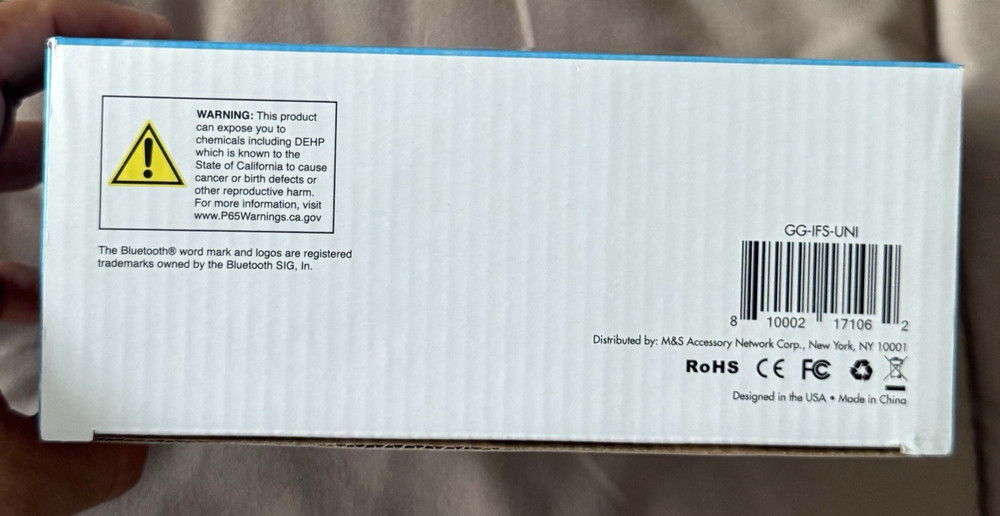 WARNING: This product
can expose you to
chemicals including DEHP
which is known to the
State of California to cause
cancer or birth defects or
other reproductive harm.
For more information, visit
www.P65Warnings.ca.gov
The Bluetooth® word mark and logos are registered
trademarks owned by the Bluetooth SIG, In.
GG-IFS-UNI
8 10002 17106 2
Distributed by: M&S Accessory Network Corp., New York, NY 10001
RoHS CE FC
Designed in the USA • Made in China